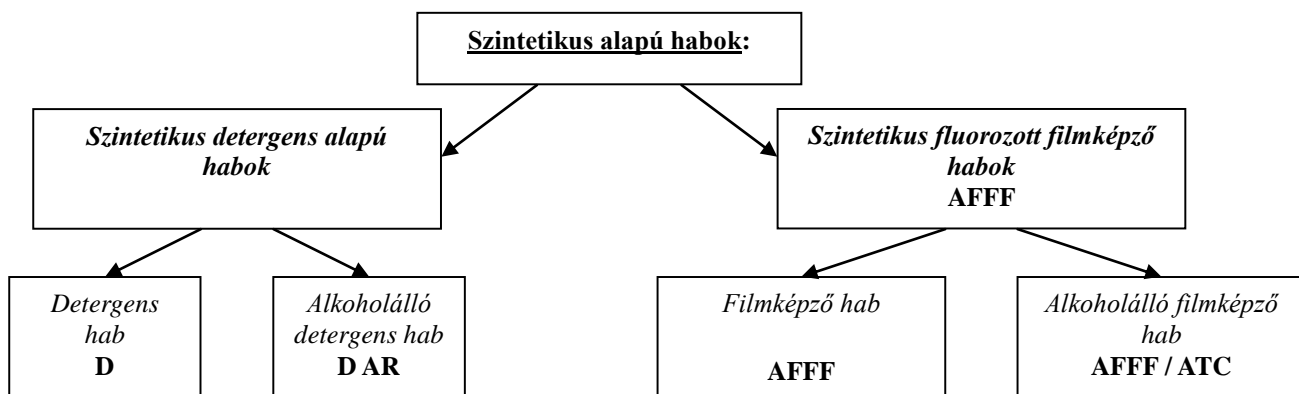 Szintetikus alapú habok:
Szintetikus detergens alapú
habok
Szintetikus fluorozott filmképző
habok
AFFF
Detergens
hab
D
Alkoholálló
detergens hab
D AR
Filmképző hab
AFFF
Alkoholálló filmképző
hab
AFFF / ATC